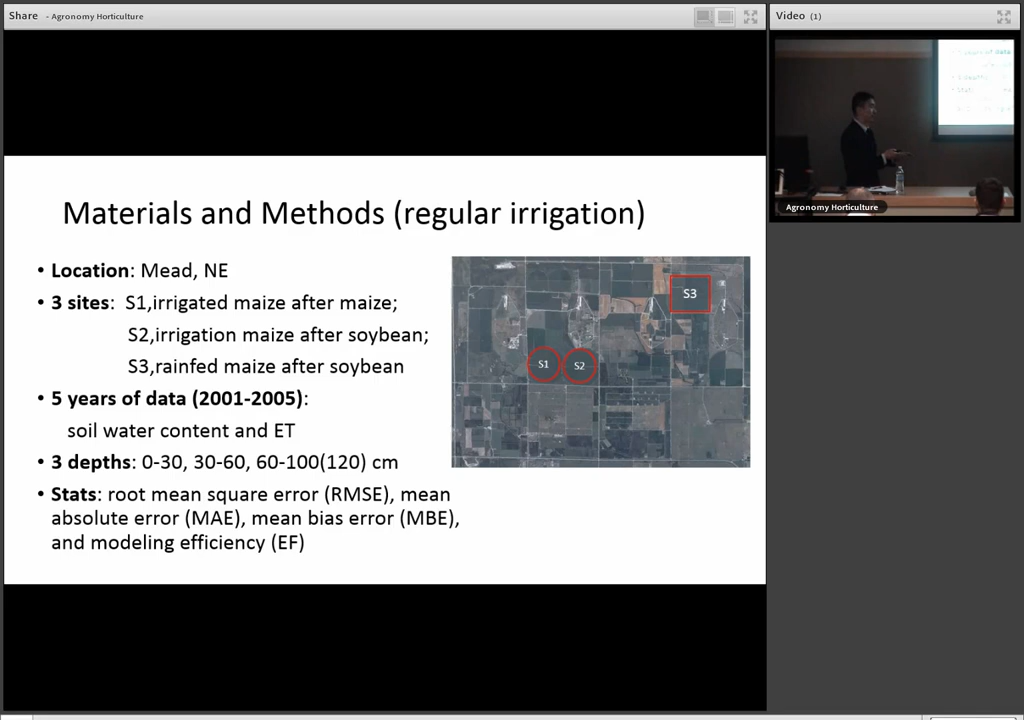 Share - Agronomy Horticulture
Video (1)
Materials and Methods (regular irrigation)
• Location: Mead, NE
• 3 sites: S1,irrigated maize after maize;
S2,irrigation maize after soybean;
S3,rainfed maize after soybean
• 5 years of data (2001-2005):
soil water content and ET
• 3 depths: 0-30, 30-60, 60-100(120) cm
• Stats: root mean square error (RMSE), mean
absolute error (MAE), mean bias error (MBE),
and modeling efficiency (EF)
S3
S1
S2
years of data
Agronomy Horticulture